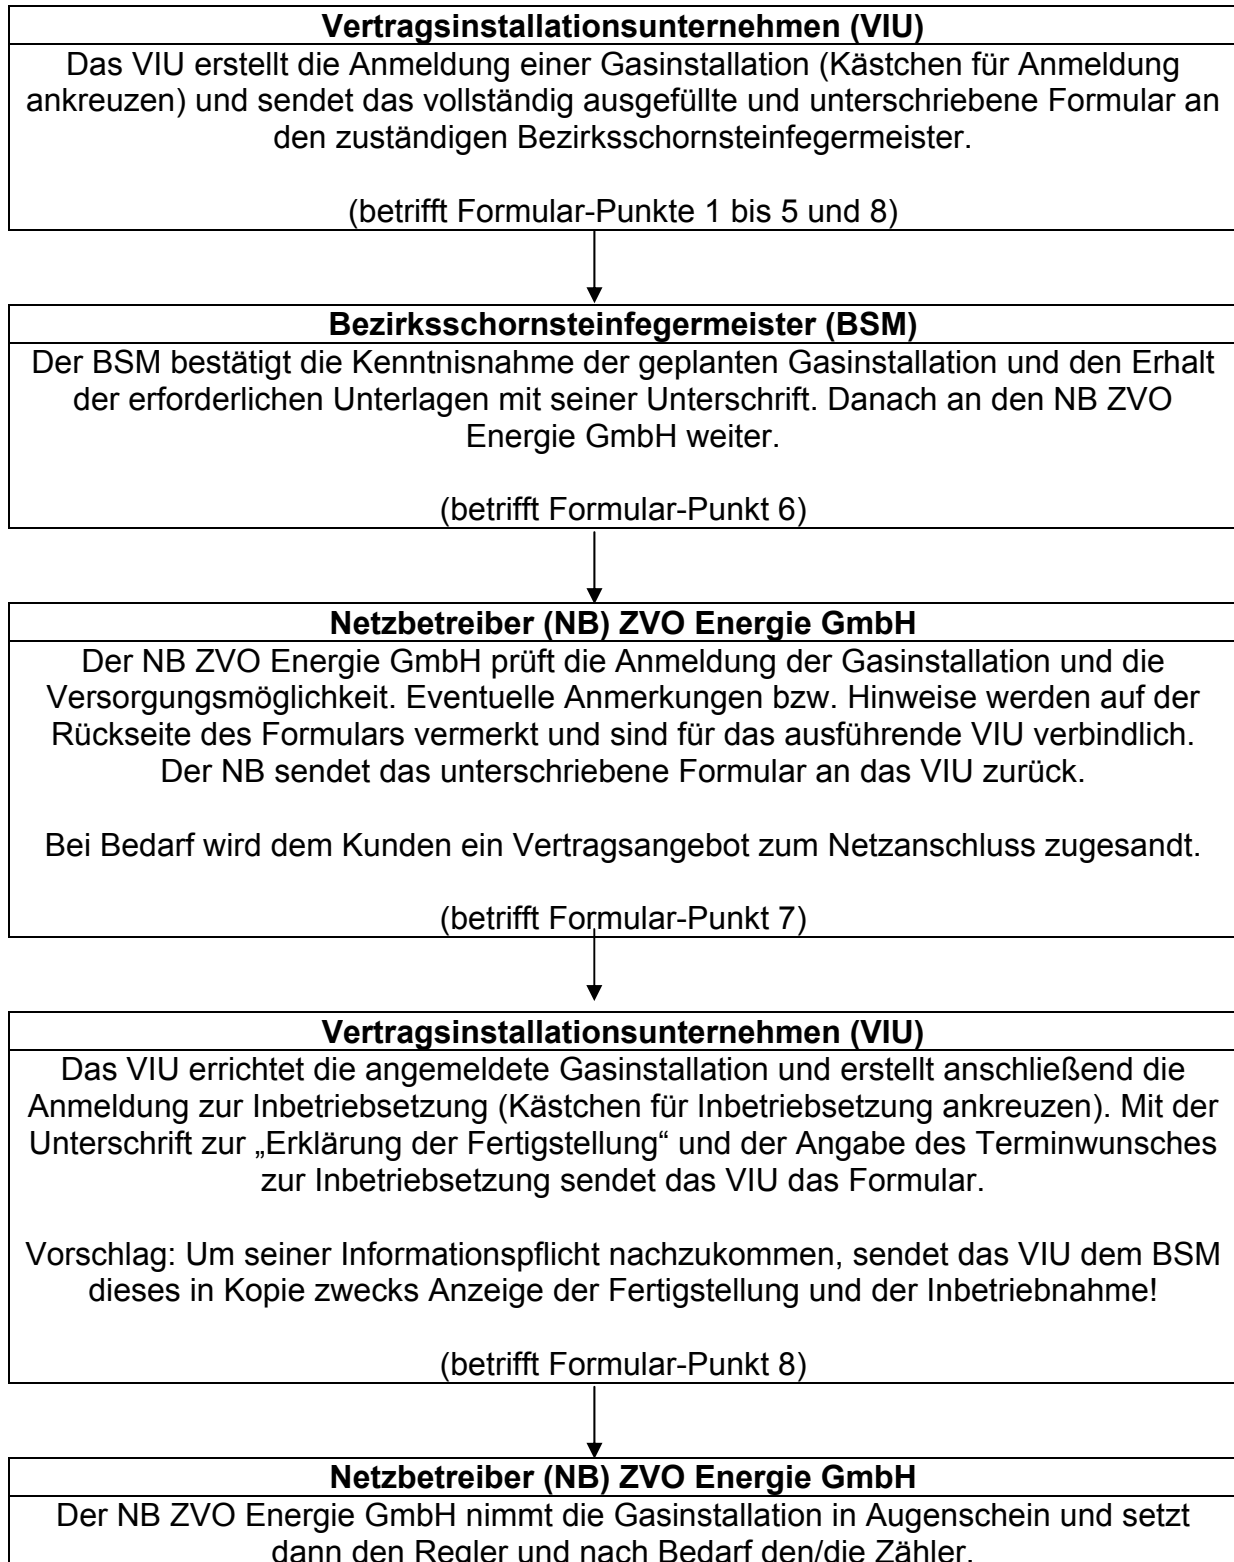 Vertragsinstallationsunternehmen (VIU)
Das VIU erstellt die Anmeldung einer Gasinstallation (Kästchen für Anmeldung
ankreuzen) und sendet das vollständig ausgefüllte und unterschriebene Formular an
den zuständigen Bezirksschornsteinfegermeister.
(betrifft Formular-Punkte 1 bis 5 und 8)
Bezirksschornsteinfegermeister (BSM)
Der BSM bestätigt die Kenntnisnahme der geplanten Gasinstallation und den Erhalt
der erforderlichen Unterlagen mit seiner Unterschrift. Danach an den NB ZVO
Energie GmbH weiter.
(betrifft Formular-Punkt 6)
Netzbetreiber (NB) ZVO Energie GmbH
Der NB ZVO Energie GmbH prüft die Anmeldung der Gasinstallation und die
Versorgungsmöglichkeit. Eventuelle Anmerkungen bzw. Hinweise werden auf der
Rückseite des Formulars vermerkt und sind für das ausführende VIU verbindlich.
Der NB sendet das unterschriebene Formular an das VIU zurück.
Bei Bedarf wird dem Kunden ein Vertragsangebot zum Netzanschluss zugesandt.
(betrifft Formular-Punkt 7)
Vertragsinstallationsunternehmen (VIU)
Das VIU errichtet die angemeldete Gasinstallation und erstellt anschließend die
Anmeldung zur Inbetriebsetzung (Kästchen für Inbetriebsetzung ankreuzen). Mit der
Unterschrift zur „Erklärung der Fertigstellung“ und der Angabe des Terminwunsches
zur Inbetriebsetzung sendet das VIU das Formular.
Vorschlag: Um seiner Informationspflicht nachzukommen, sendet das VIU dem BSM
dieses in Kopie zwecks Anzeige der Fertigstellung und der Inbetriebnahme!
(betrifft Formular-Punkt 8)
Netzbetreiber (NB) ZVO Energie GmbH
Der NB ZVO Energie GmbH nimmt die Gasinstallation in Augenschein und setzt
dann den Regler und nach Bedarf den/die Zähler.